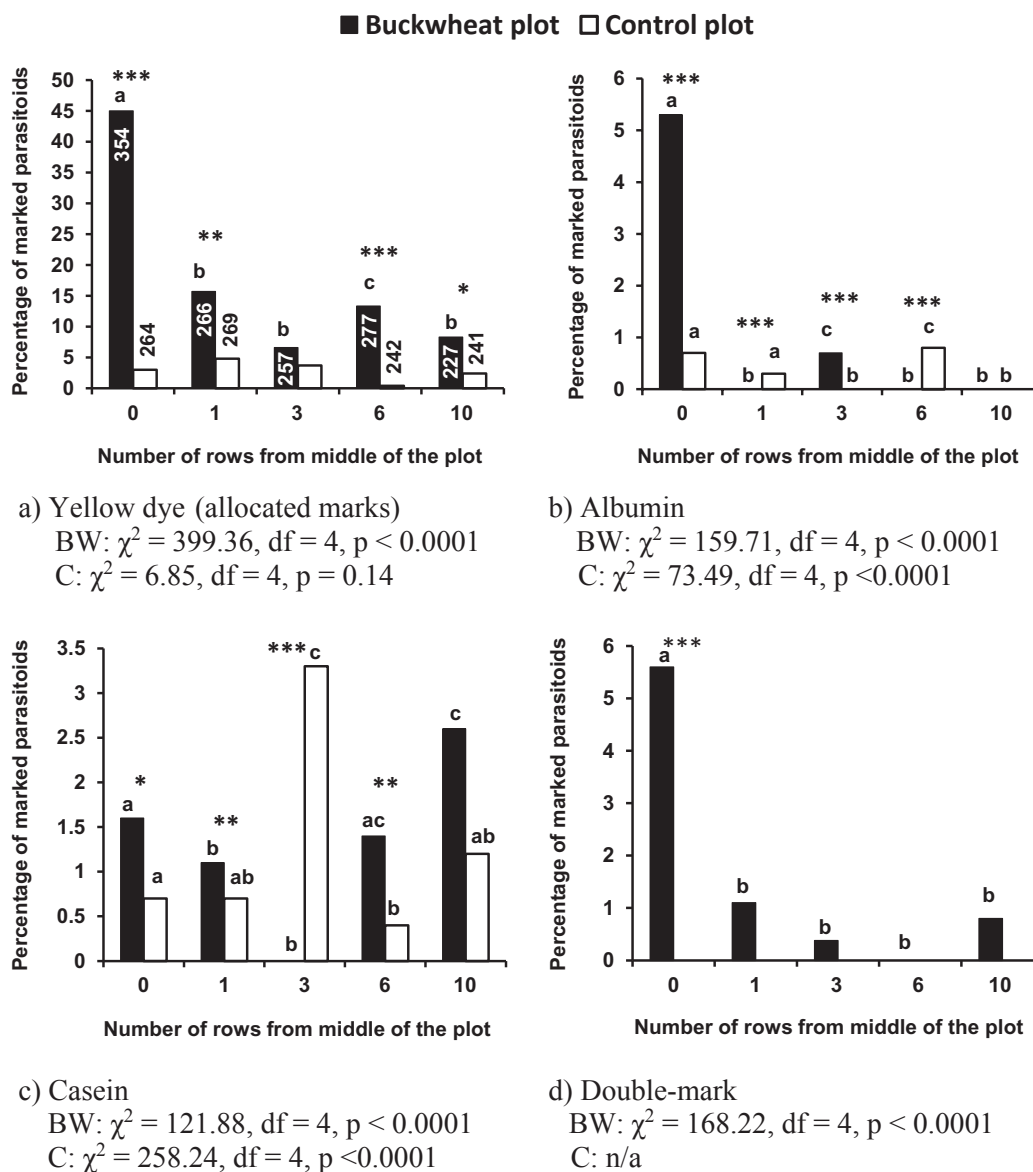 ■ Buckwheat plot □ Control plot
Percentage of marked parasitoids
50
45
40
35
30
25
20
15
10
5
0
***
a
354
264
**
b
266
269
b
257
***
c
277
242
*
b
227
241
0 1 3 6 10
Number of rows from middle of the plot
a) Yellow dye (allocated marks)
BW: χ² = 399.36, df = 4, p < 0.0001
C: χ² = 6.85, df = 4, p = 0.14
Percentage of marked parasitoids
6
5
4
3
2
1
0
***
a
a
***
b
a
***
c
b
***
b
c
b b
0 1 3 6 10
Number of rows from middle of the plot
b) Albumin
BW: χ² = 159.71, df = 4, p < 0.0001
C: χ² = 73.49, df = 4, p <0.0001
Percentage of marked parasitoids
3.5
3
2.5
2
1.5
1
0.5
0
*
a
a
**
b
ab
***
b
c
**
ac
b
c
ab
0 1 3 6 10
Number of rows from middle of the plot
c) Casein
BW: χ² = 121.88, df = 4, p < 0.0001
C: χ² = 258.24, df = 4, p <0.0001
Percentage of marked parasitoids
6
5
4
3
2
1
0
***
a
b
b
b
b
0 1 3 6 10
Number of rows from middle of the plot
d) Double-mark
BW: χ² = 168.22, df = 4, p < 0.0001
C: n/a